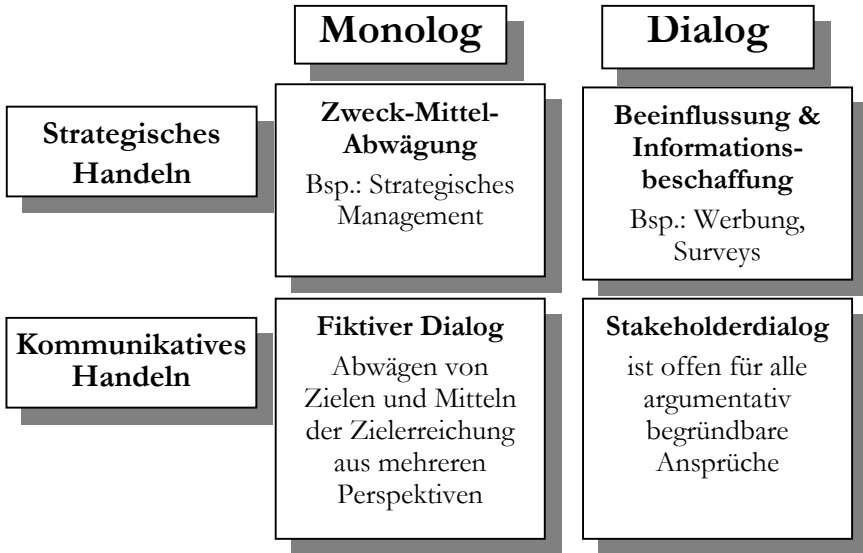 Monolog
Dialog
Strategisches
Handeln
Zweck-Mittel-
Abwägung
Bsp.: Strategisches
Management
Beeinflussung &
Informations-
beschaffung
Bsp.: Werbung,
Surveys
Kommunikatives
Handeln
Fiktiver Dialog
Abwägen von
Zielen und Mitteln
der Zielerreichung
aus mehreren
Perspektiven
Stakeholderdialog
ist offen für alle
argumentativ
begründbare
Ansprüche